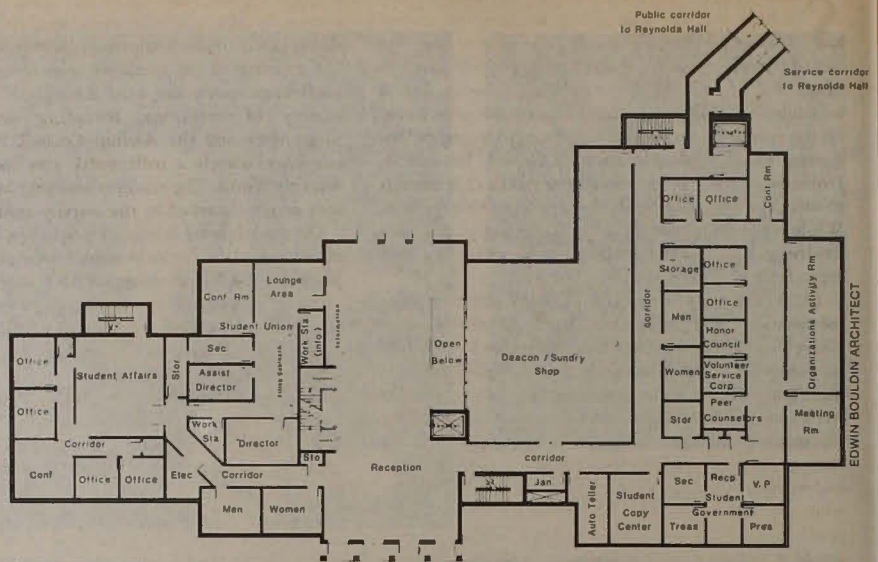 Public corridor
to Reynolda Hall
Service corridor
to Reynolda Hall
Office
Office
Conf Rm
Storage
Office
Organizations Activity Rm
Lounge
Area
Conf Rm
Student Union
Work Sta
(info)
Information
Open
Below
Deacon / Sundry
Shop
corridor
Men
Office
Honor
Council
Women
Volunteer
Service
Corp
Stor
Peer
Counselors
Meeting
Rm
EDWIN BOULDIN ARCHITECT
Office
Student Affairs
Stor
Sec
Assist
Director
Office
Work
Sta
Director
Corridor
Conf
Office
Office
Elec
Corridor
Sto
Men
Women
Reception
corridor
Jan
Auto Teller
Student
Copy
Center
Sec
Recp
V.P
Student
Government
Treas
Pres